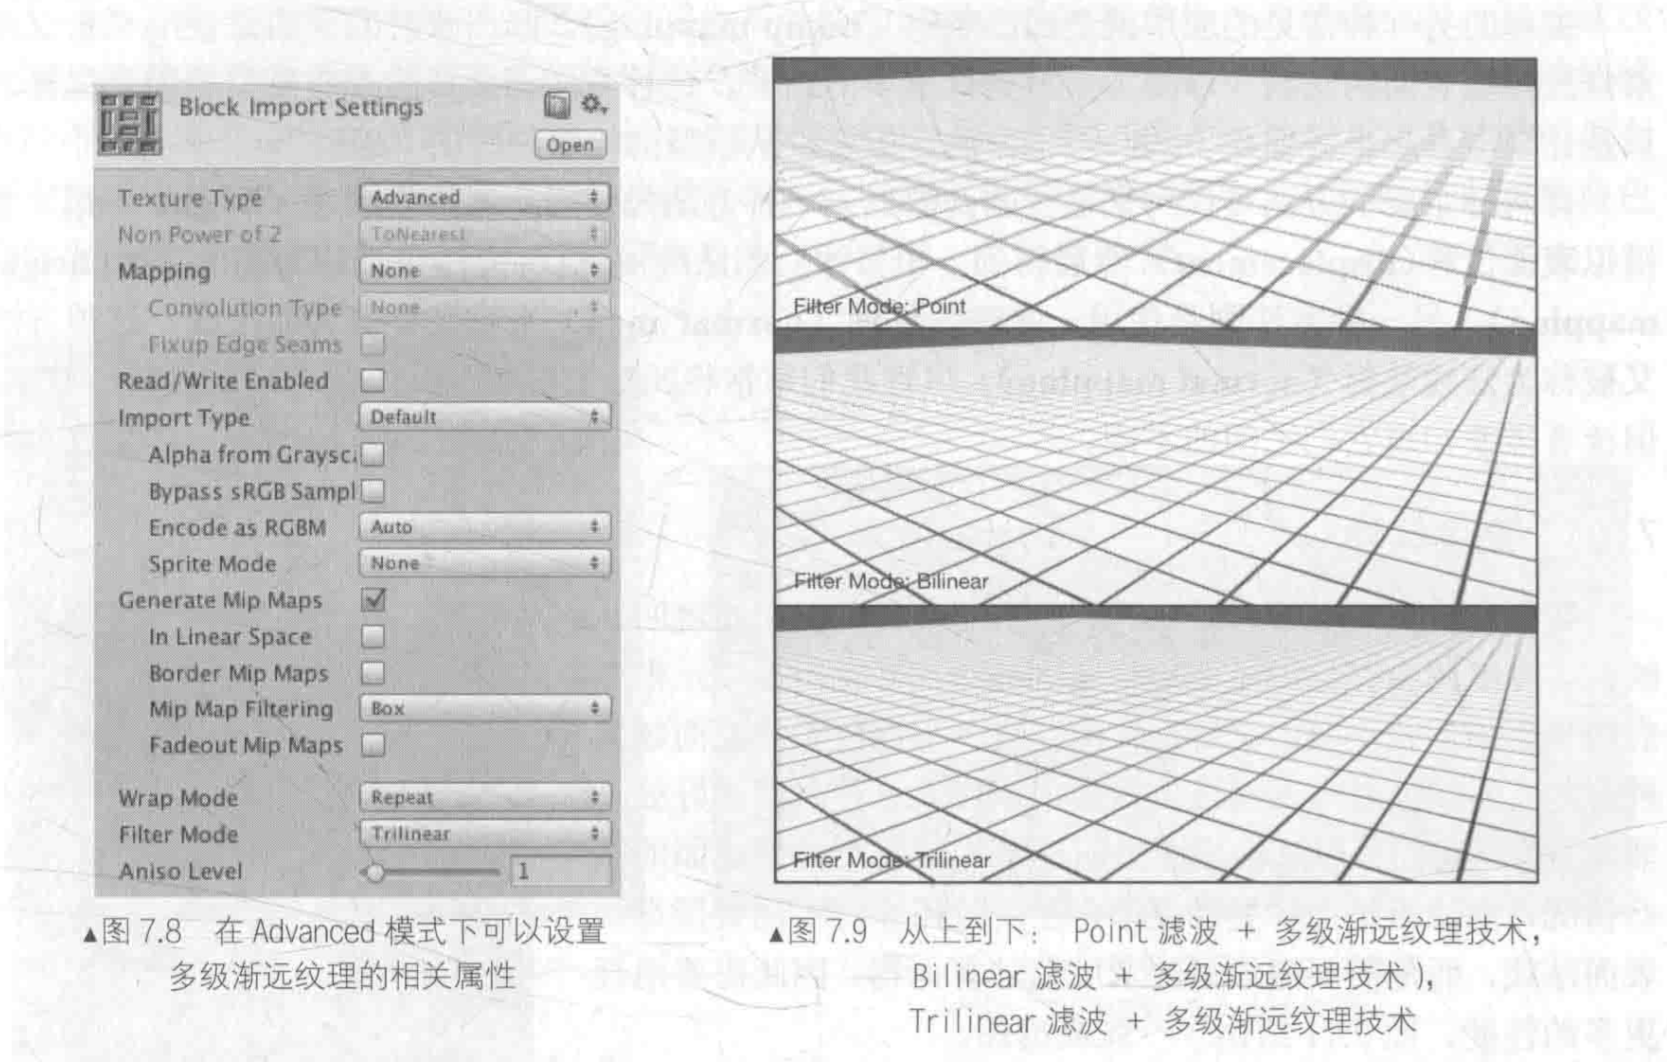 Block Import Settings
Open
Texture Type Advanced
Non Power of 2 ToNearest
Mapping None
Convolution Type None
Fixup Edge Seams
Read/Write Enabled
Import Type Default
Alpha from Graysc
Bypass sRGB Sampl
Encode as RGBM Auto
Sprite Mode None
Generate Mip Maps
In Linear Space
Border Mip Maps
Mip Map Filtering Box
Fadeout Mip Maps
Wrap Mode Repeat
Filter Mode Trilinear
Aniso Level 1
▲图 7.8 在 Advanced 模式下可以设置
多级渐远纹理的相关属性
Filter Mode: Point
Filter Mode: Bilinear
Filter Mode: Trilinear
▲图 7.9 从上到下: Point 滤波 + 多级渐远纹理技术,
Bilinear 滤波 + 多级渐远纹理技术),
Trilinear 滤波 + 多级渐远纹理技术